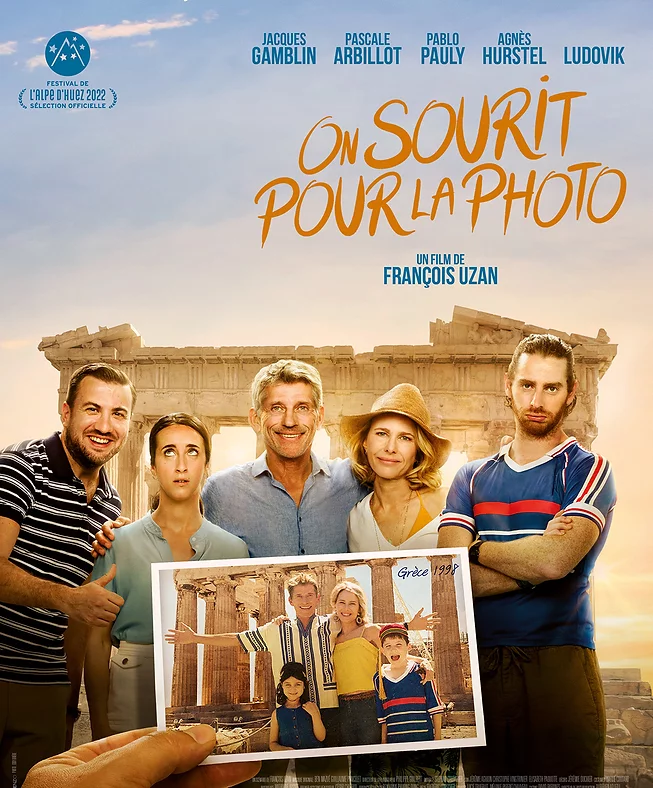 FESTIVAL DE
L'ALPE D'HUEZ 2022
SÉLECTION OFFICIELLE
JACQUES
GAMBLIN
PASCALE
ARBILLOT
PABLO
PAULY
AGNÈS
HURSTEL
LUDOVIK
ON SOURIT
POUR LA PHOTO
UN FILM DE
FRANÇOIS UZAN
Grèce 1998